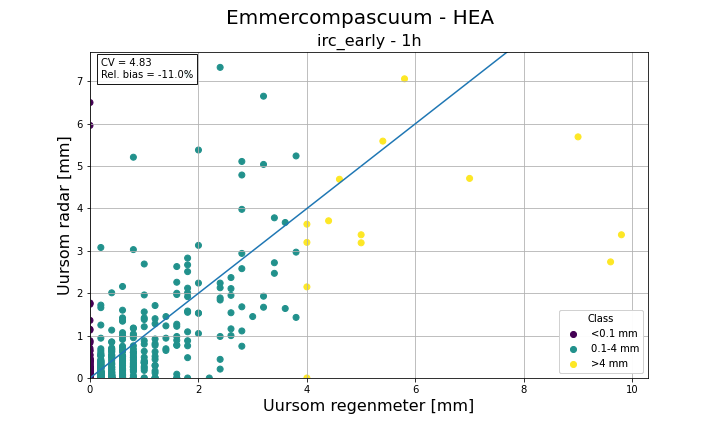 Emmercompascuum - HEA
irc_early - 1h
CV = 4.83
Rel. bias = -11.0%
7
6
5
4
3
2
1
0
Uursom radar [mm]
Class
<0.1 mm
0.1-4 mm
>4 mm
0 2 4 6 8 10
Uursom regenmeter [mm]